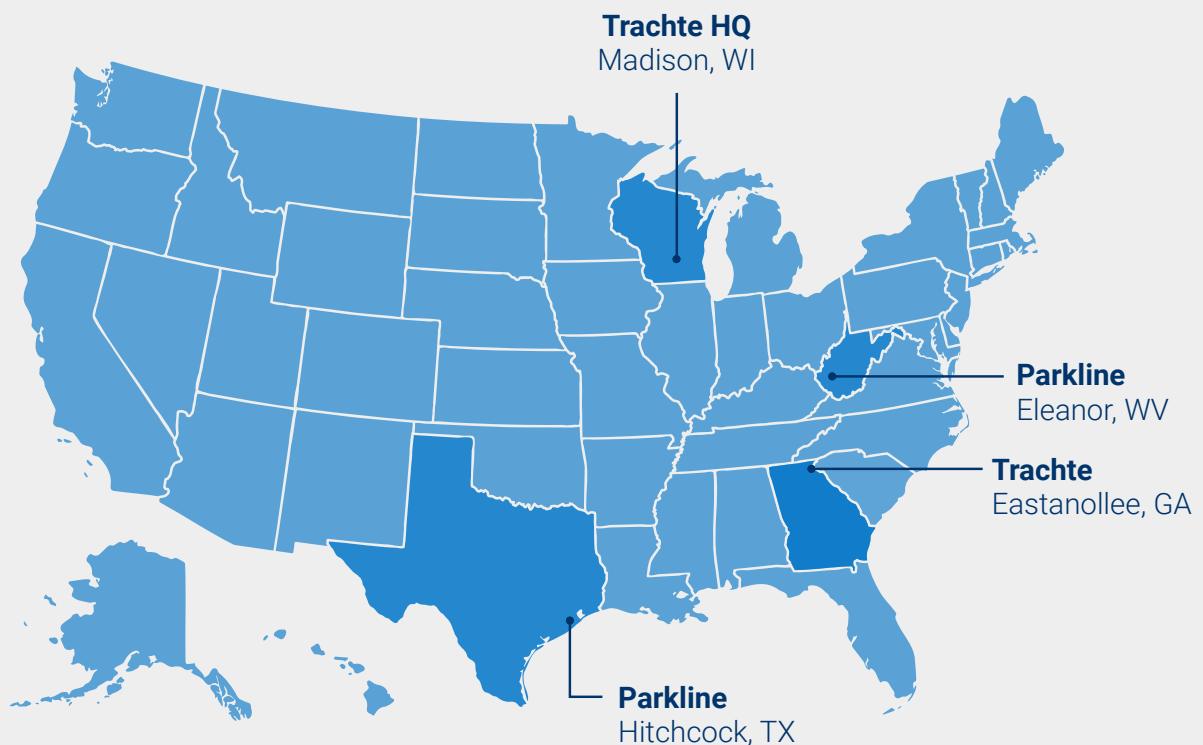 Trachte HQ
Madison, WI
Parkline
Eleanor, WV
Trachte
Eastanollee, GA
Parkline
Hitchcock, TX